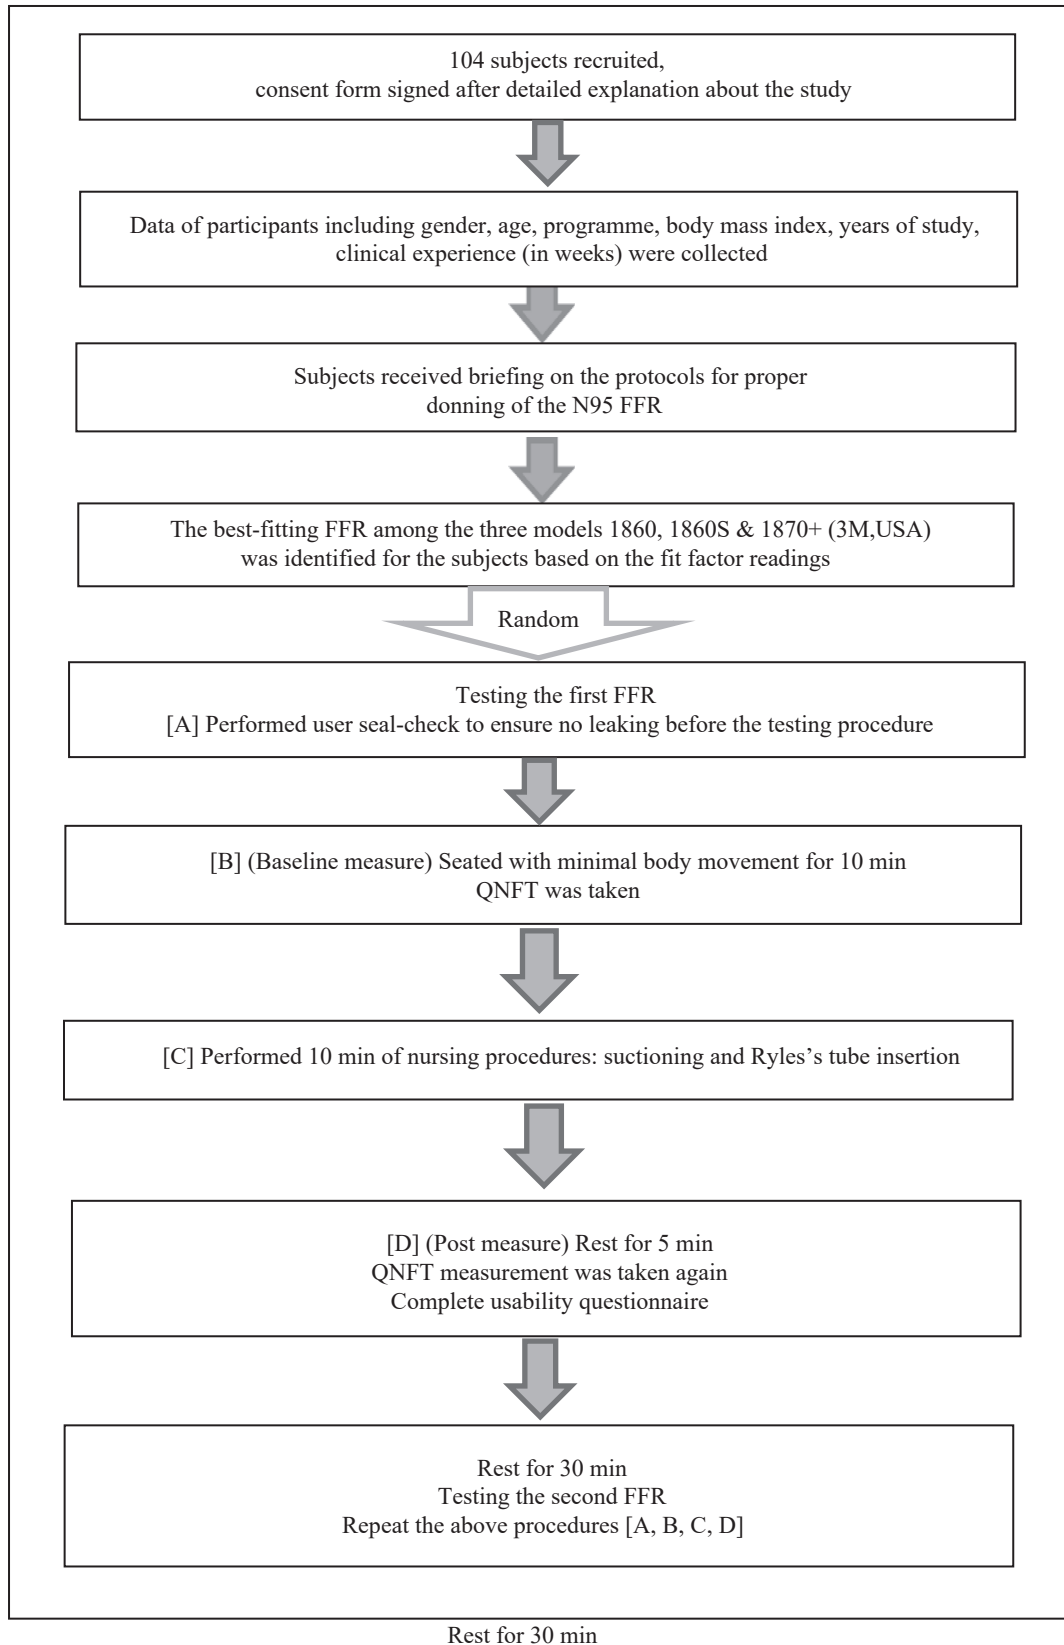 104 subjects recruited,
consent form signed after detailed explanation about the study
Data of participants including gender, age, programme, body mass index, years of study,
clinical experience (in weeks) were collected
Subjects received briefing on the protocols for proper
donning of the N95 FFR
The best-fitting FFR among the three models 1860, 1860S & 1870+ (3M,USA)
was identified for the subjects based on the fit factor readings
Random
Testing the first FFR
[A] Performed user seal-check to ensure no leaking before the testing procedure
[B] (Baseline measure) Seated with minimal body movement for 10 min
QNFT was taken
[C] Performed 10 min of nursing procedures: suctioning and Ryles's tube insertion
[D] (Post measure) Rest for 5 min
QNFT measurement was taken again
Complete usability questionnaire
Rest for 30 min
Testing the second FFR
Repeat the above procedures [A, B, C, D]
Rest for 30 min